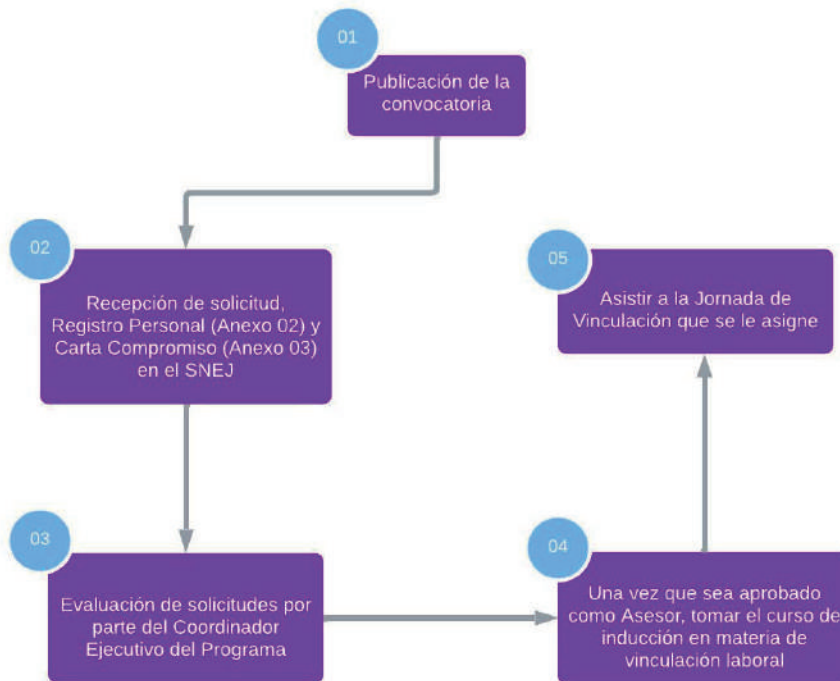 01
Publicación de la
convocatoria
02
Recepción de solicitud,
Registro Personal (Anexo 02) y
Carta Compromiso (Anexo 03)
en el SNEJ
03
Evaluación de solicitudes por
parte del Coordinador
Ejecutivo del Programa
04
Una vez que sea aprobado
como Asesor, tomar el curso de
inducción en materia de
vinculación laboral
05
Asistir a la Jornada de
Vinculación que se le asigne